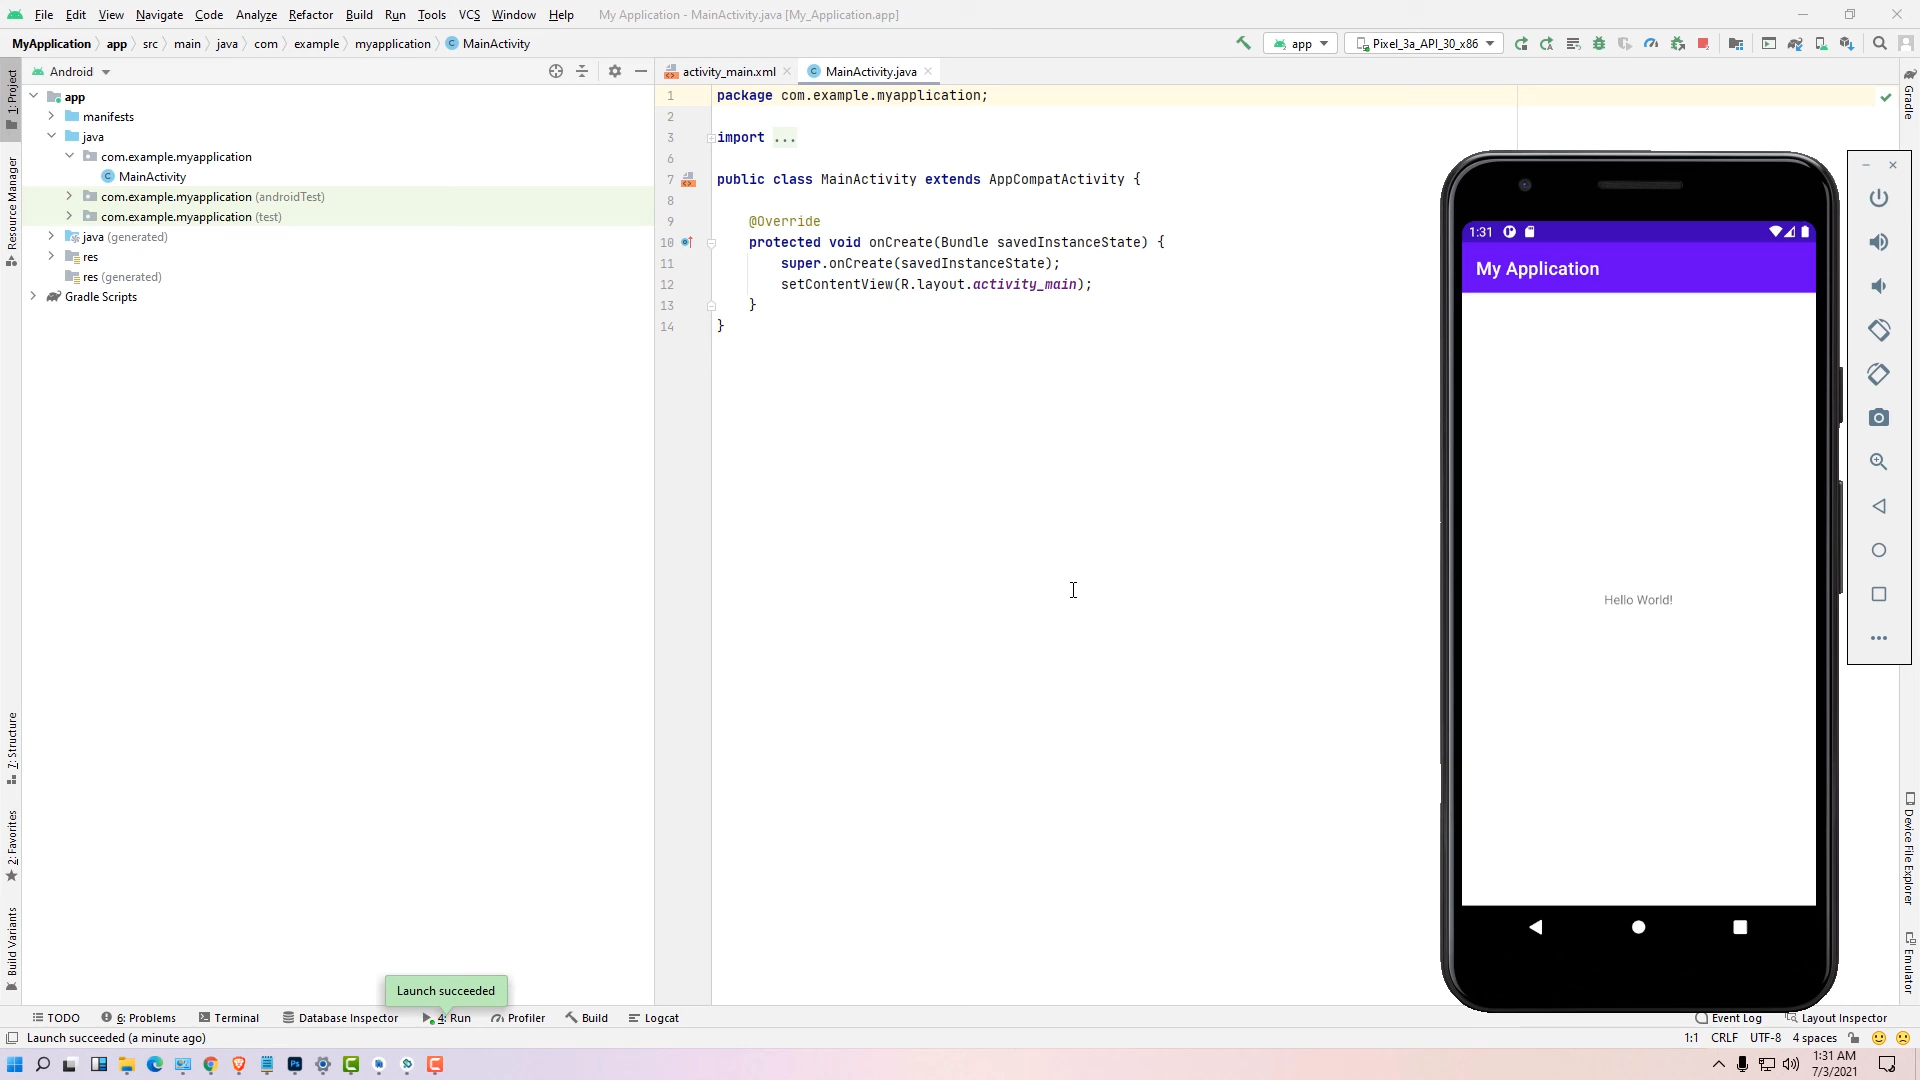 File Edit View Navigate Code Analyze Refactor Build Run Tools VCS Window Help My Application - MainActivity.java [My_Application.app]
MyApplication app src main java com example myapplication MainActivity app Pixel_3a_API_30_x86
Android activity_main.xml MainActivity.java
1: Project
Resource Manager
7: Structure
2: Favorites
Build Variants
app
manifests
java
com.example.myapplication
MainActivity
com.example.myapplication (androidTest)
com.example.myapplication (test)
java (generated)
res
res (generated)
Gradle Scripts
1 package com.example.myapplication;
2
3 import ...
6
7 public class MainActivity extends AppCompatActivity {
8
9 @Override
10 protected void onCreate(Bundle savedInstanceState) {
11 super.onCreate(savedInstanceState);
12 setContentView(R.layout.activity_main);
13 }
14 }
Gradle
Device File Explorer
Emulator
1:31
My Application
Hello World!
Launch succeeded
TODO 6: Problems Terminal Database Inspector 4: Run Profiler Build Logcat Event Log Layout Inspector
Launch succeeded (a minute ago) 1:1 CRLF UTF-8 4 spaces
Ps
1:31 AM
7/3/2021